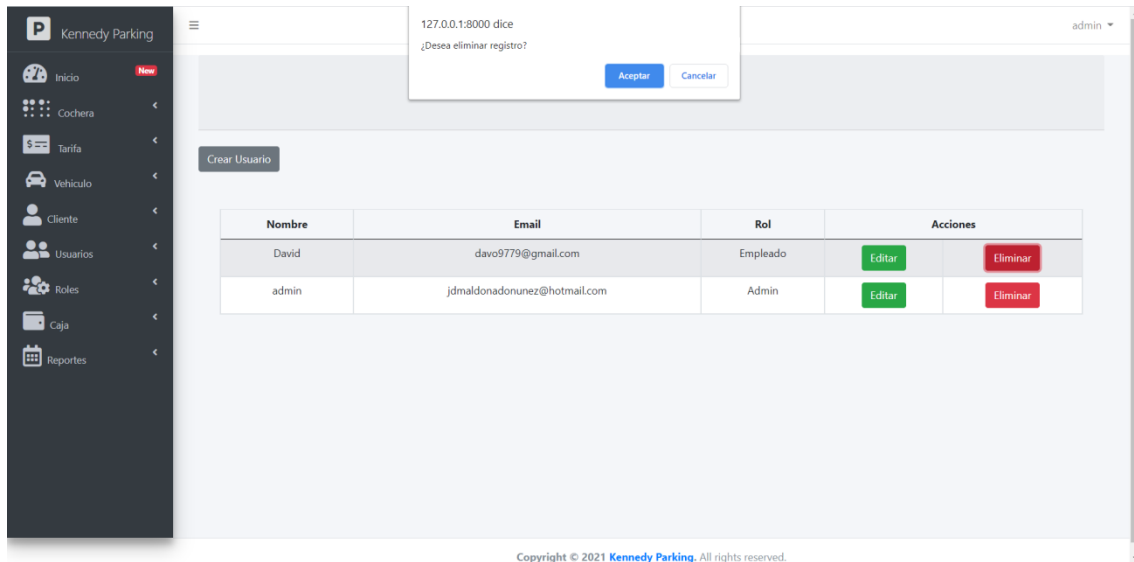 P Kennedy Parking
127.0.0.1:8000 dice
¿Desea eliminar registro?
Aceptar Cancelar
admin
Inicio New
Cochera
Tarifa
Vehiculo
Cliente
Usuarios
Roles
Caja
Reportes
Crear Usuario
Nombre Email Rol Acciones
David davo9779@gmail.com Empleado Editar Eliminar
admin jdmaldonadonunez@hotmail.com Admin Editar Eliminar
Copyright © 2021 Kennedy Parking. All rights reserved.